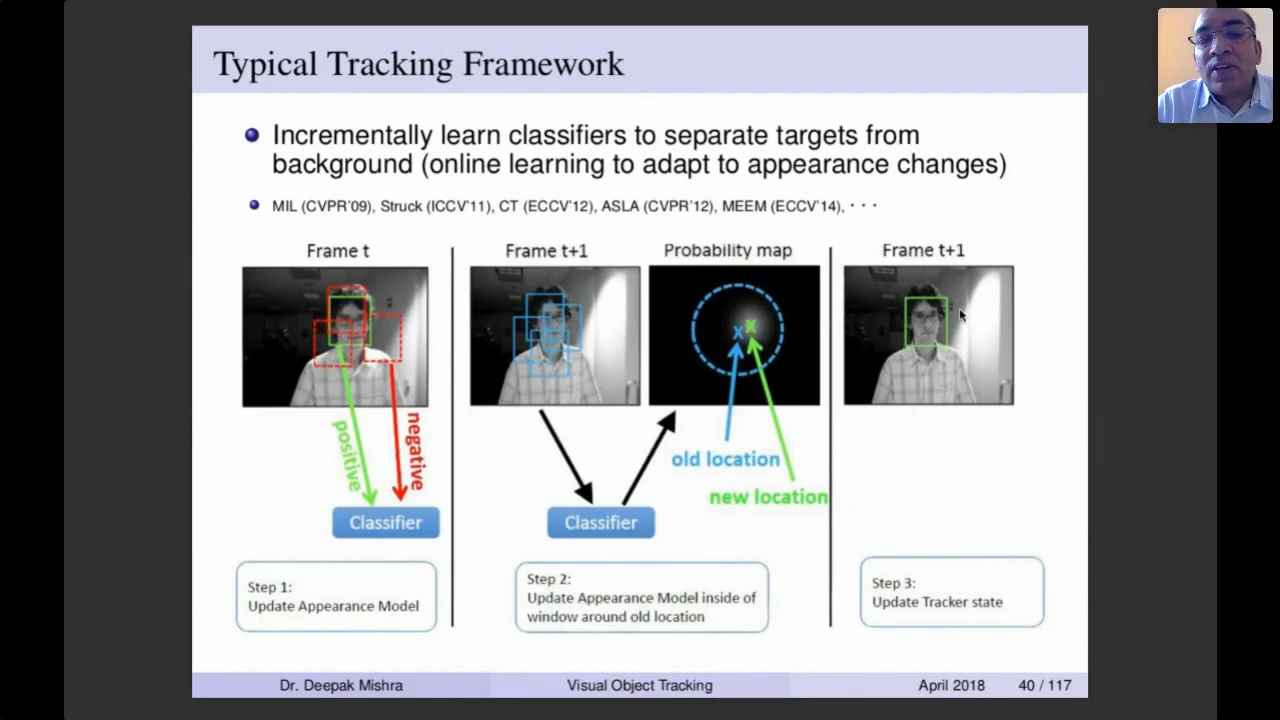 Typical Tracking Framework
Incrementally learn classifiers to separate targets from
background (online learning to adapt to appearance changes)
MIL (CVPR'09), Struck (ICCV'11), CT (ECCV'12), ASLA (CVPR'12), MEEM (ECCV'14), · · ·
Frame t
Frame t+1
Probability map
Frame t+1
positive
negative
x
x
old location
new location
Classifier
Classifier
Step 1:
Update Appearance Model
Step 2:
Update Appearance Model inside of
window around old location
Step 3:
Update Tracker state
Dr. Deepak Mishra
Visual Object Tracking
April 2018
40 / 117